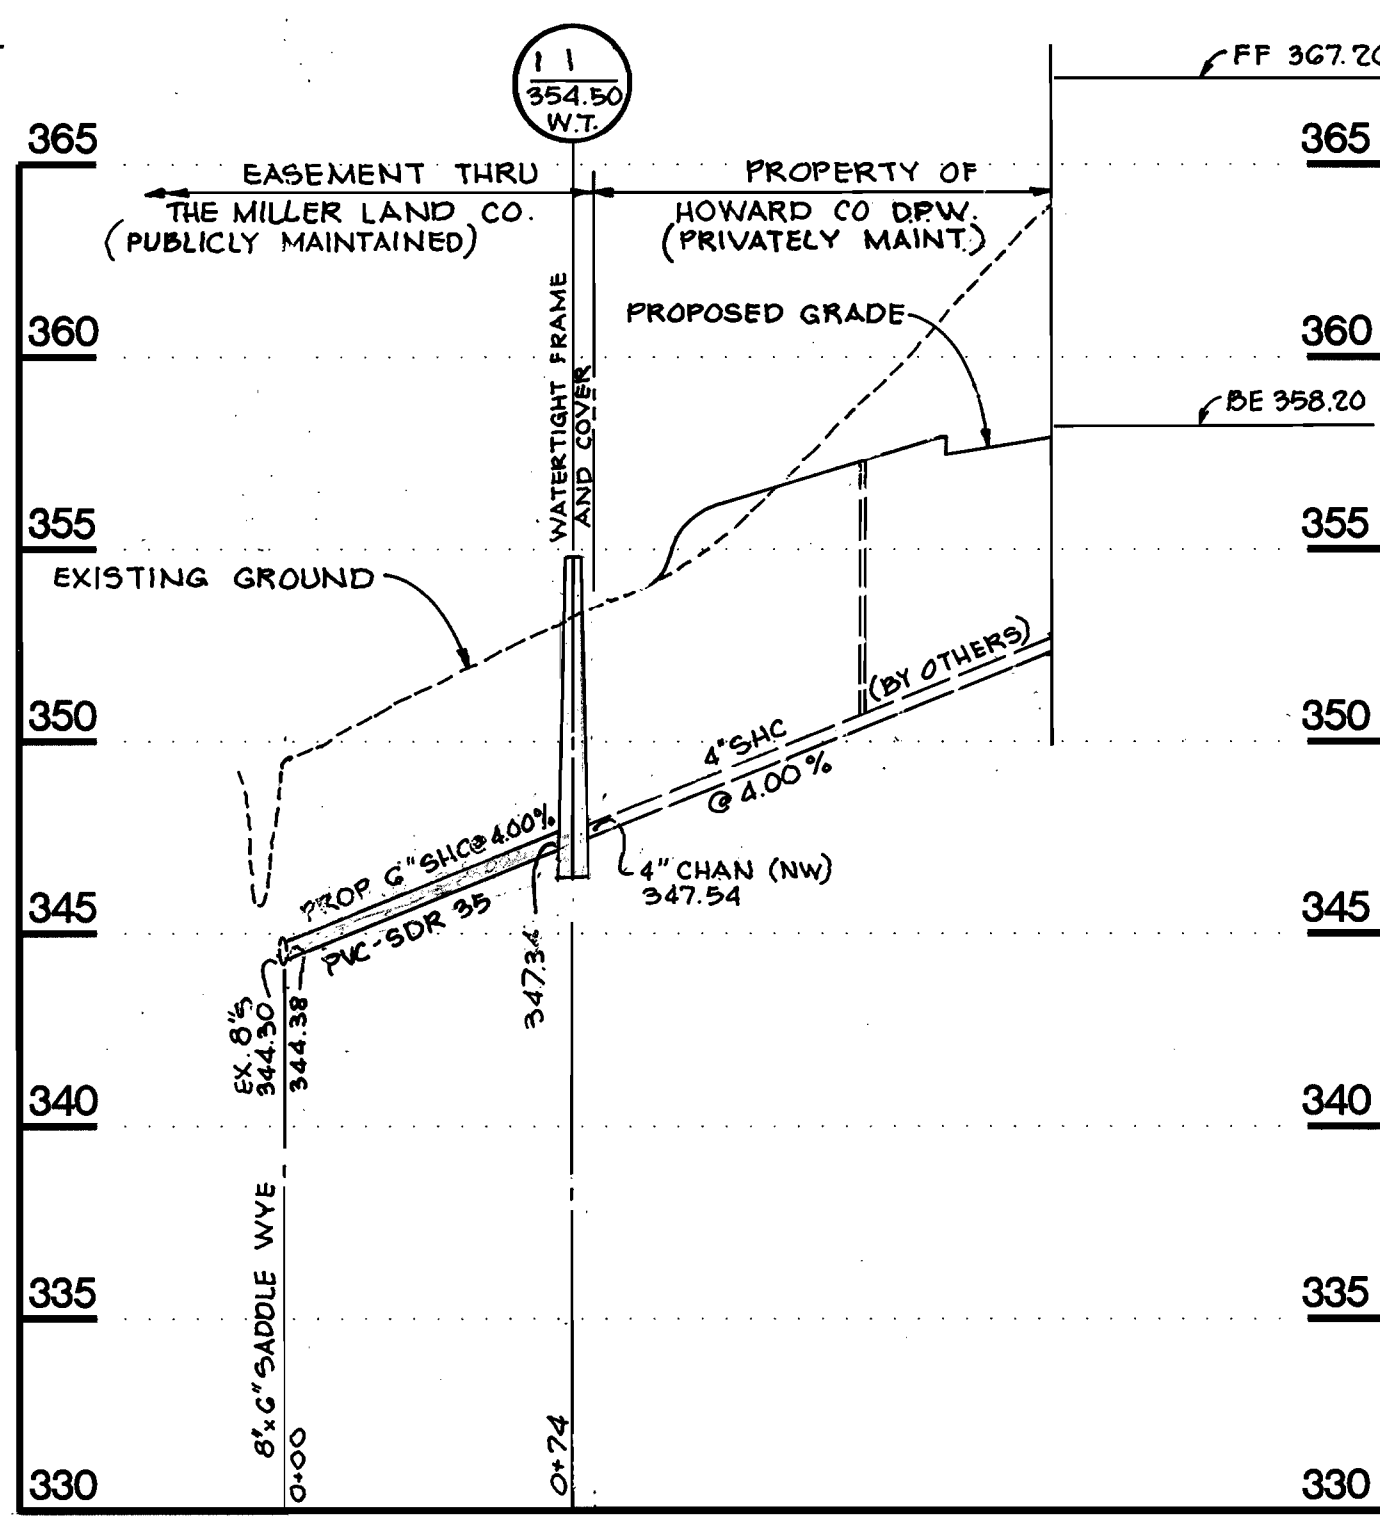 1 1
354.50
W.T.
FF 367.20
365
365
EASEMENT THRU
THE MILLER LAND CO.
(PUBLICLY MAINTAINED)
PROPERTY OF
HOWARD CO D.P.W.
(PRIVATELY MAINT.)
WATERTIGHT FRAME
AND COVER
PROPOSED GRADE
360
360
BE 358.20
355
355
EXISTING GROUND
350
350
(BY OTHERS)
4" SHC
@ 4.00%
PROP 6" SHC @ 4.00%
PVC-SDR 35
4" CHAN (NW)
347.54
347.34
345
345
EX. 8"S
344.30
344.38
340
340
335
335
8"x6" SADDLE WYE
0+00
0+74
330
330